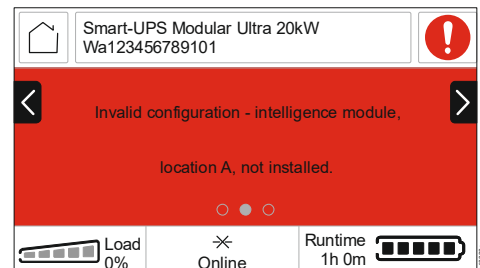 Smart-UPS Modular Ultra 20kW
Wa123456789101
Invalid configuration - intelligence module,
location A, not installed.
Load
0%
Online
Runtime
1h 0m